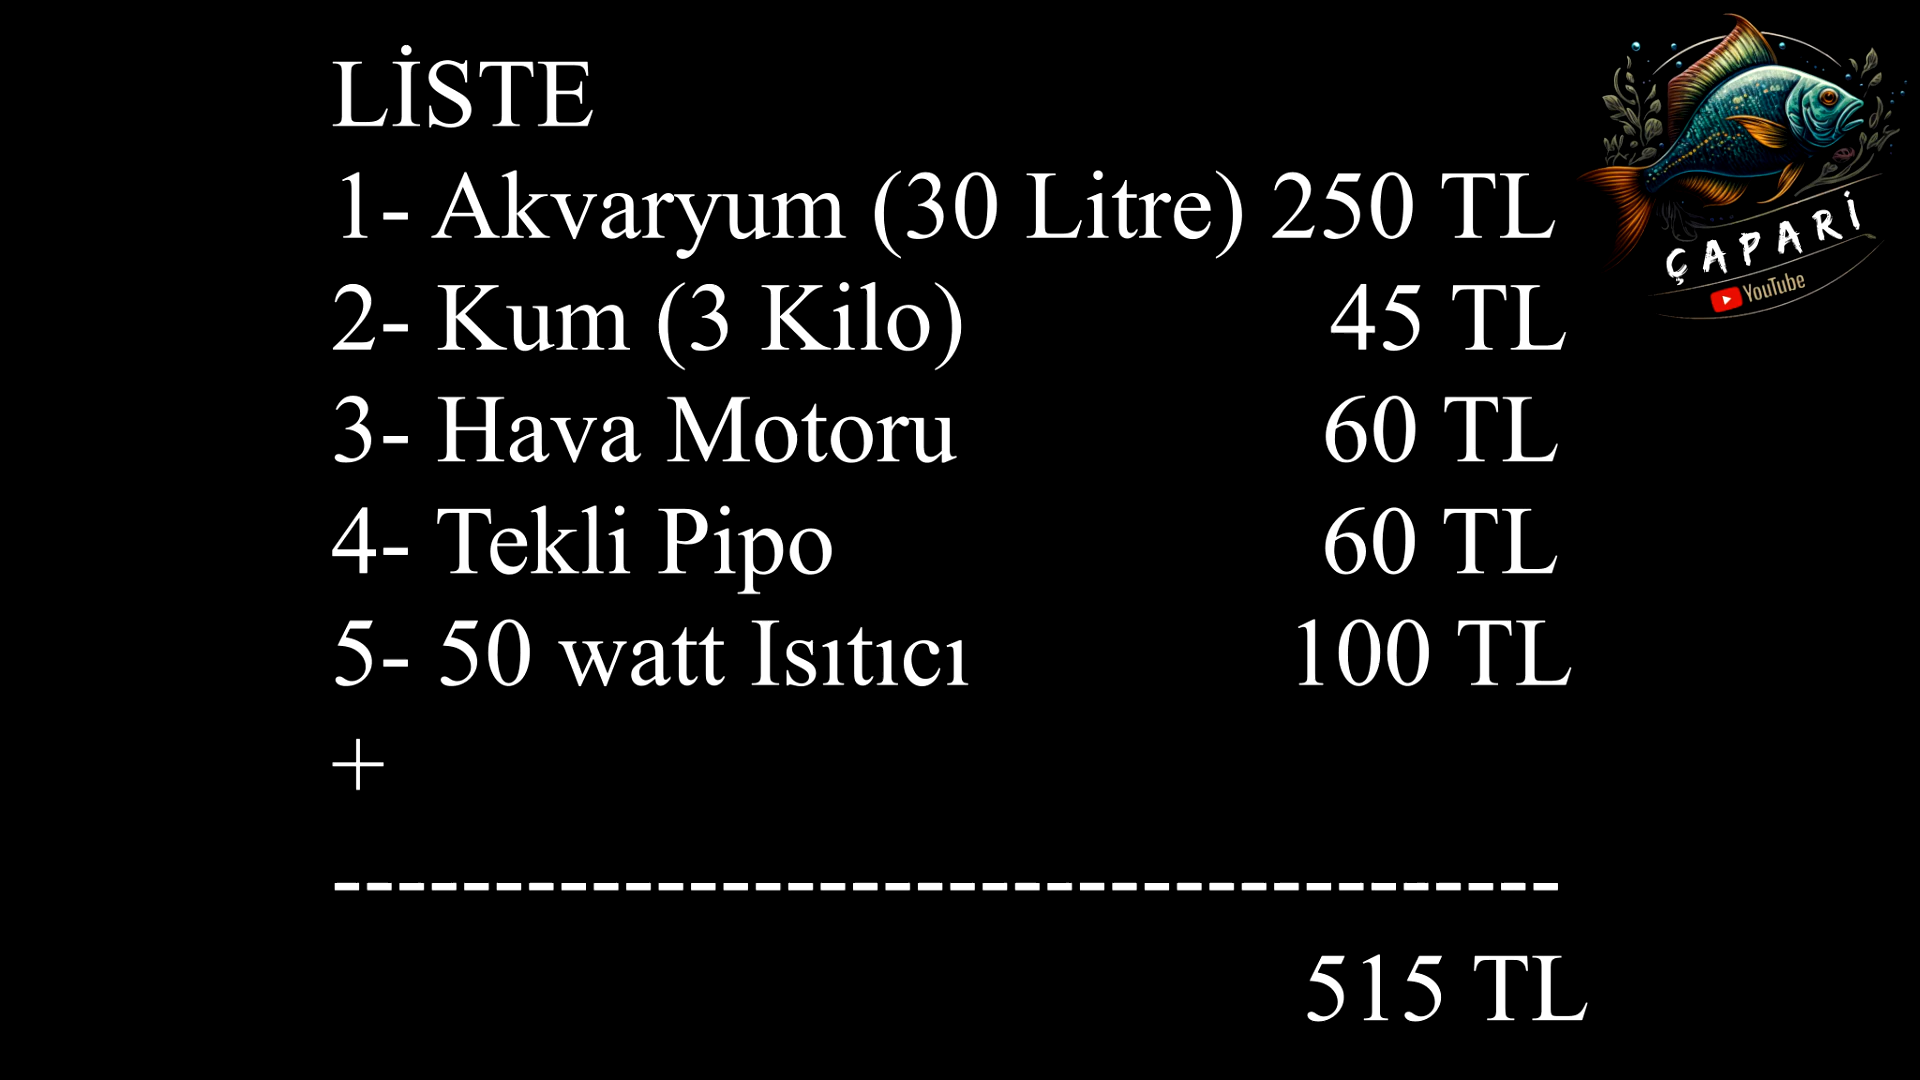 LİSTE
1- Akvaryum (30 Litre) 250 TL
2- Kum (3 Kilo) 45 TL
3- Hava Motoru 60 TL
4- Tekli Pipo 60 TL
5- 50 watt Isıtıcı 100 TL
+
--------------------------------------
515 TL
ÇAPARİ
YouTube